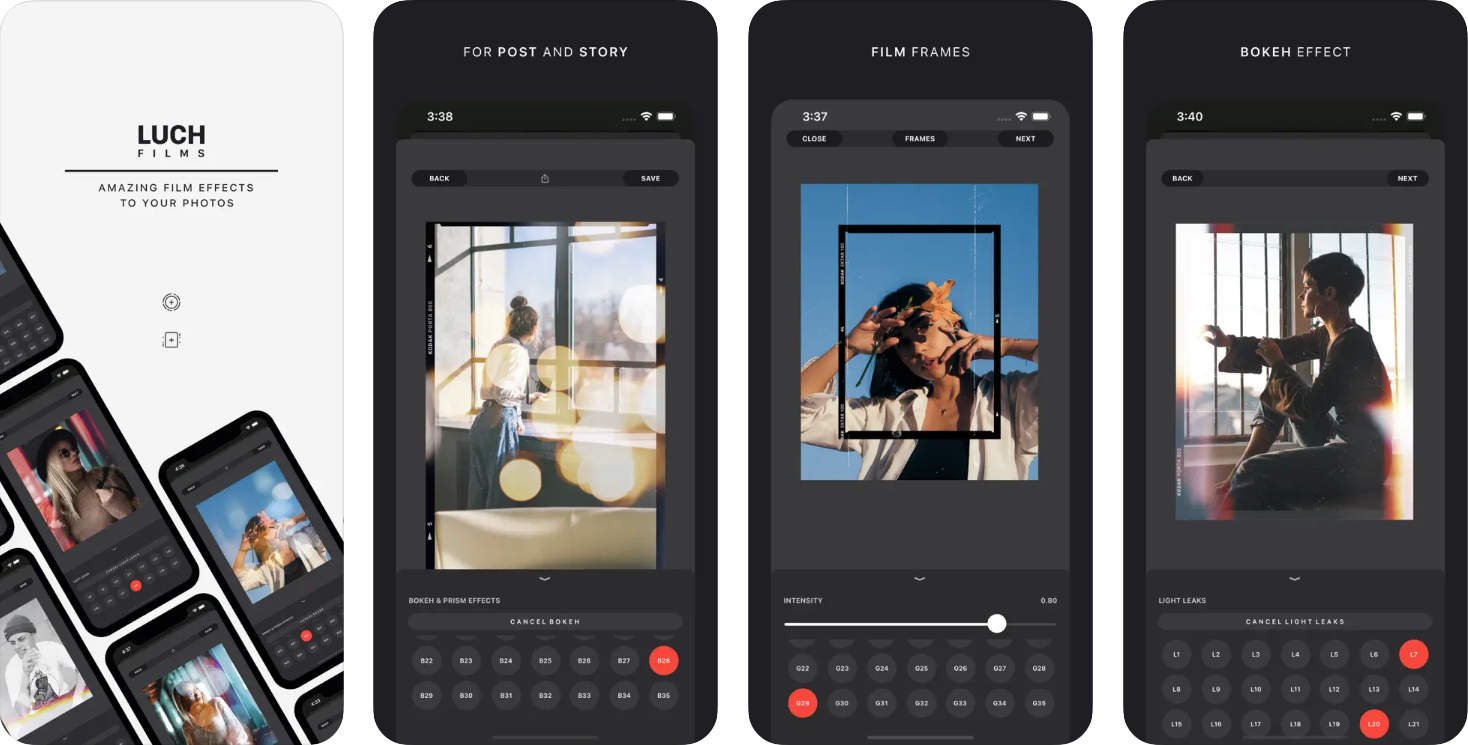 LUCH
FILMS
AMAZING FILM EFFECTS
TO YOUR PHOTOS
FOR POST AND STORY
3:38
BACK
SAVE
KODAK PORTA 800
6
5
4
BOKEH & PRISM EFFECTS
CANCEL BOKEH
B22 B23 B24 B25 B26 B27 B28
B29 B30 B31 B32 B33 B34 B35
FILM FRAMES
3:37
CLOSE
FRAMES
NEXT
KODAK EKTAR 100
46
5
INTENSITY
0.80
G22 G23 G24 G25 G26 G27 G28
G29 G30 G31 G32 G33 G34 G35
BOKEH EFFECT
3:40
BACK
NEXT
KODAK PORTA 800
LIGHT LEAKS
CANCEL LIGHT LEAKS
L1 L2 L3 L4 L5 L6 L7
L8 L9 L10 L11 L12 L13 L14
L15 L16 L17 L18 L19 L20 L21